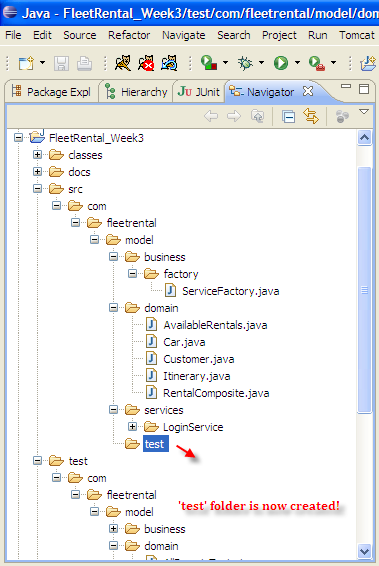 Java - FleetRental_Week3/test/com/fleetrental/model/dom
File Edit Source Refactor Navigate Search Project Run Tomcat
Package Expl Hierarchy JUnit Navigator
FleetRental_Week3
classes
docs
src
com
fleetrental
model
business
factory
ServiceFactory.java
domain
AvailableRentals.java
Car.java
Customer.java
Itinerary.java
RentalComposite.java
services
LoginService
test
test
'test' folder is now created!
com
fleetrental
model
business
domain